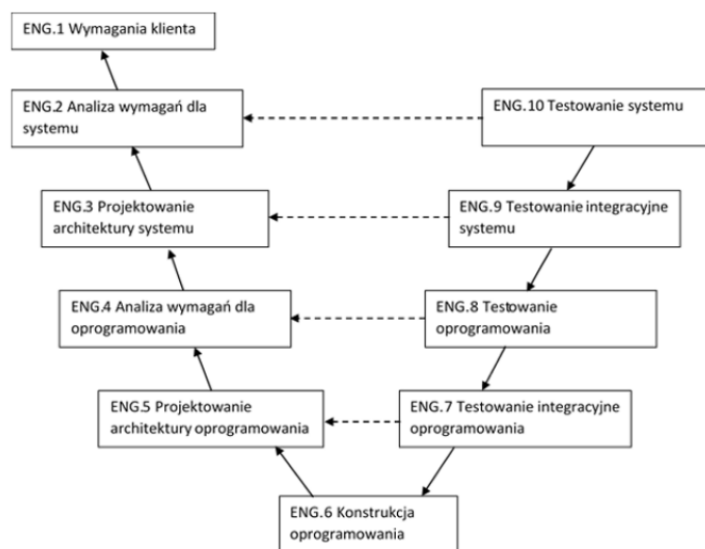 ENG.1 Wymagania klienta
ENG.2 Analiza wymagań dla
systemu
ENG.10 Testowanie systemu
ENG.3 Projektowanie
architektury systemu
ENG.9 Testowanie integracyjne
systemu
ENG.4 Analiza wymagań dla
oprogramowania
ENG.8 Testowanie
oprogramowania
ENG.5 Projektowanie
architektury oprogramowania
ENG.7 Testowanie integracyjne
oprogramowania
ENG.6 Konstrukcja
oprogramowania